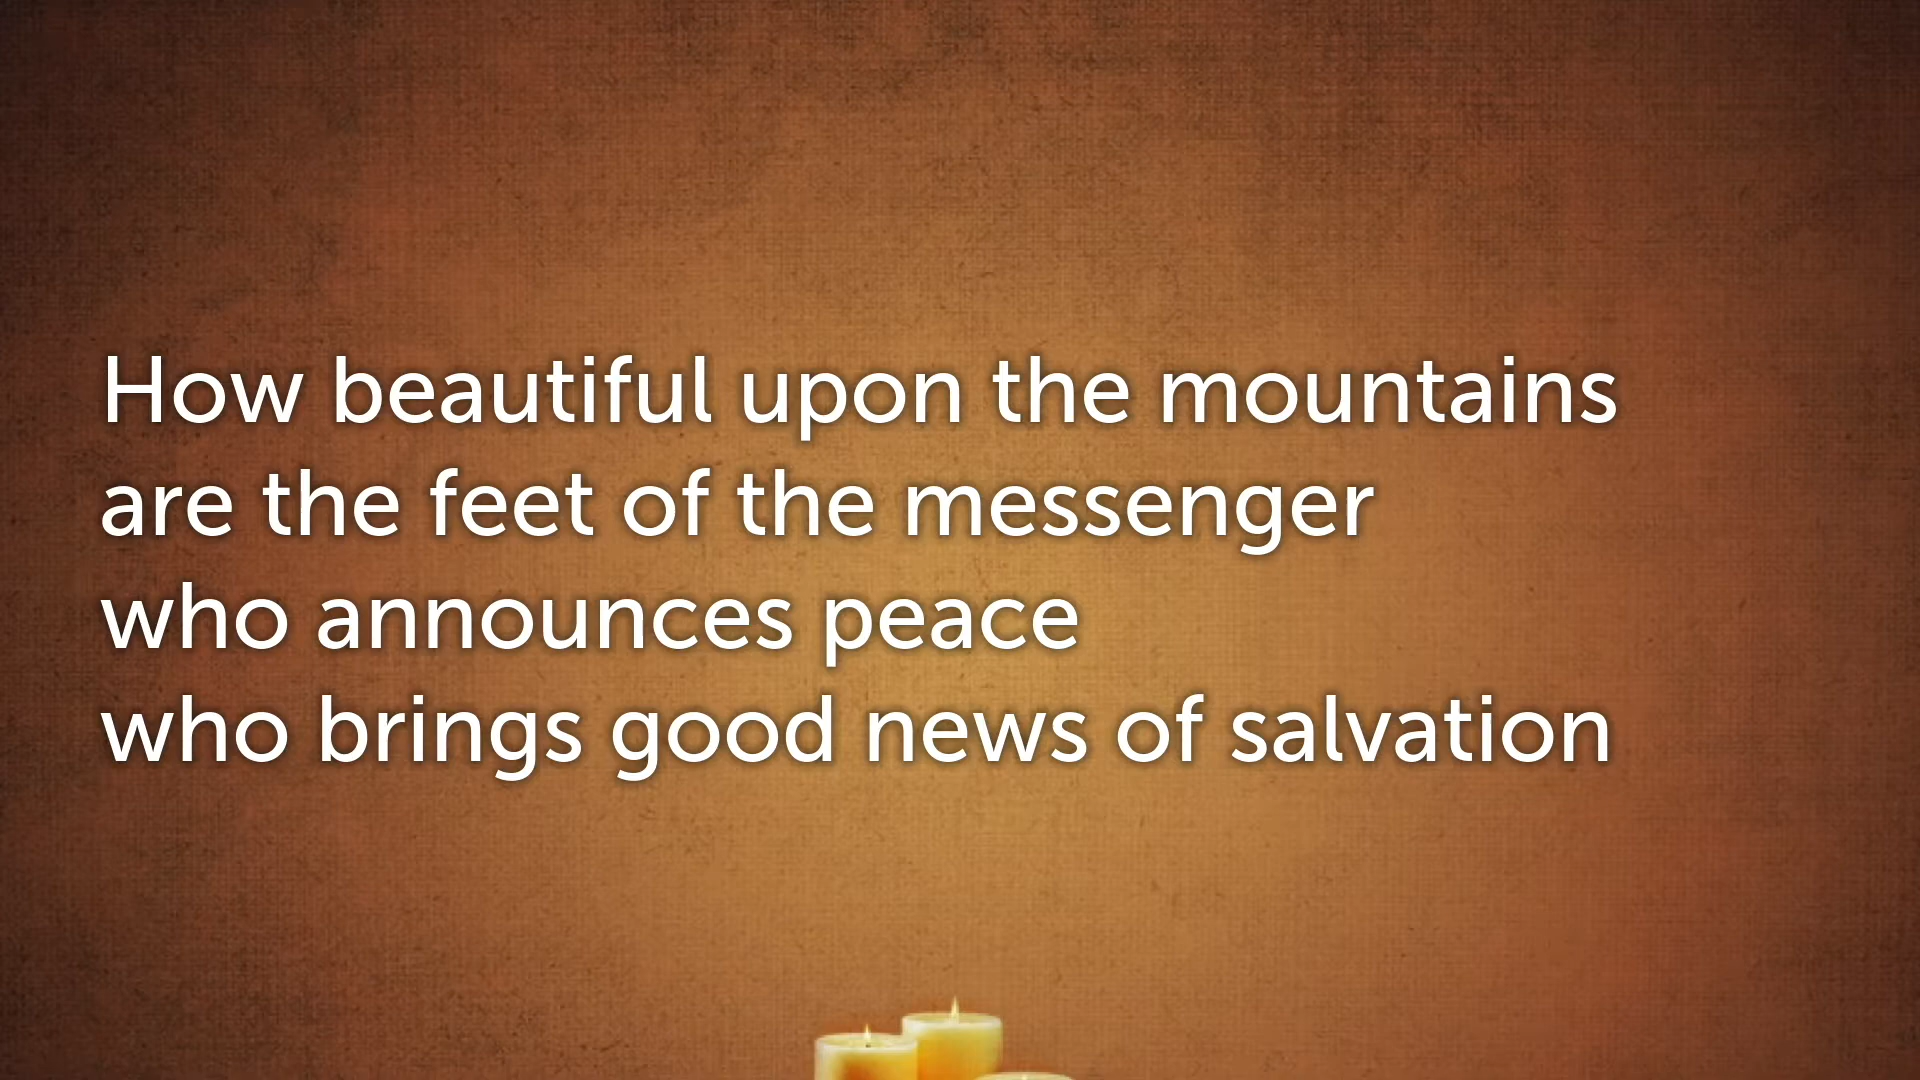 How beautiful upon the mountains
are the feet of the messenger
who announces peace
who brings good news of salvation